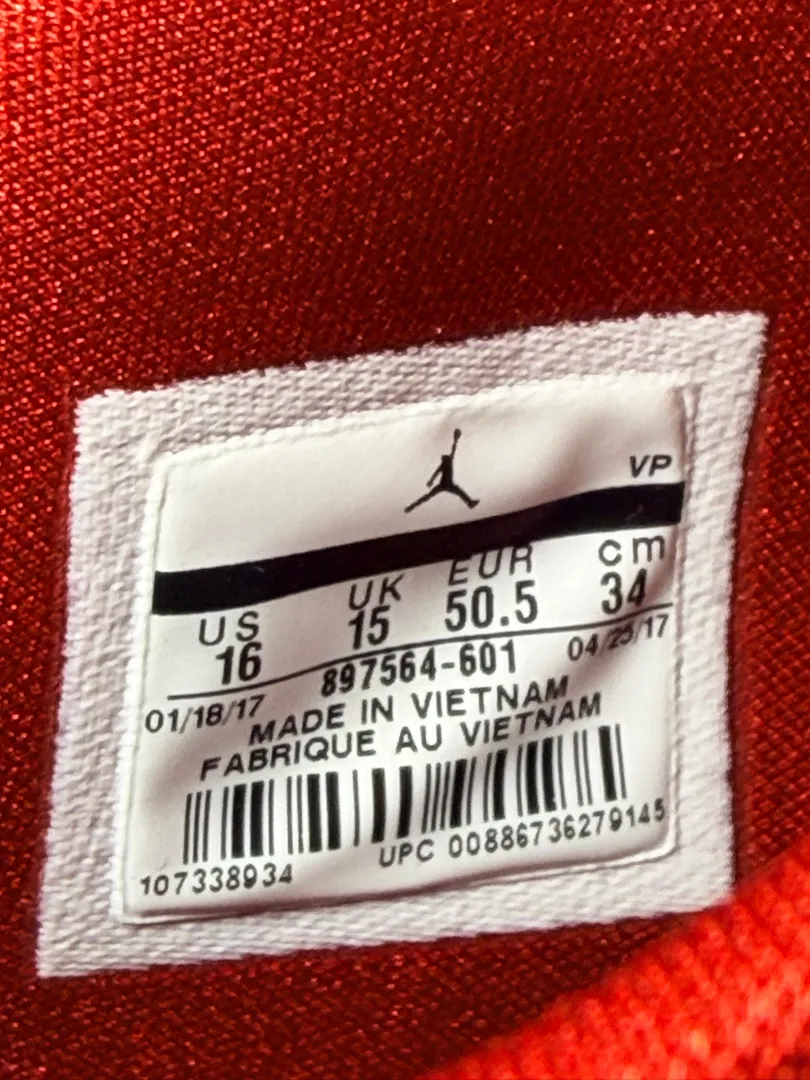 VP
US UK EUR cm
16 15 50.5 34
01/18/17 897564-601 04/25/17
MADE IN VIETNAM
FABRIQUE AU VIETNAM
107338934 UPC 00886736279145